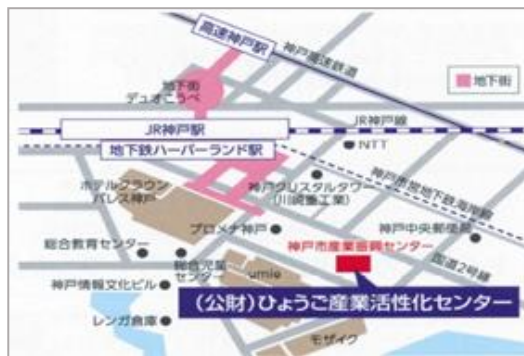 高速神戸駅
神戸高速鉄道
地下街
デュオこうべ
地下街
JR神戸駅
JR神戸線
地下鉄ハーバーランド駅
NTT
神戸市営地下鉄海岸線
ホテルクラウン
パレス神戸
神戸クリスタルタワー
(川崎重工業)
プロメナ神戸
神戸中央郵便局
総合教育センター
神戸市産業振興センター
総合児童
センター
umie
国道2号線
神戸情報文化ビル
(公財)ひょうご産業活性化センター
レンガ倉庫
モザイク